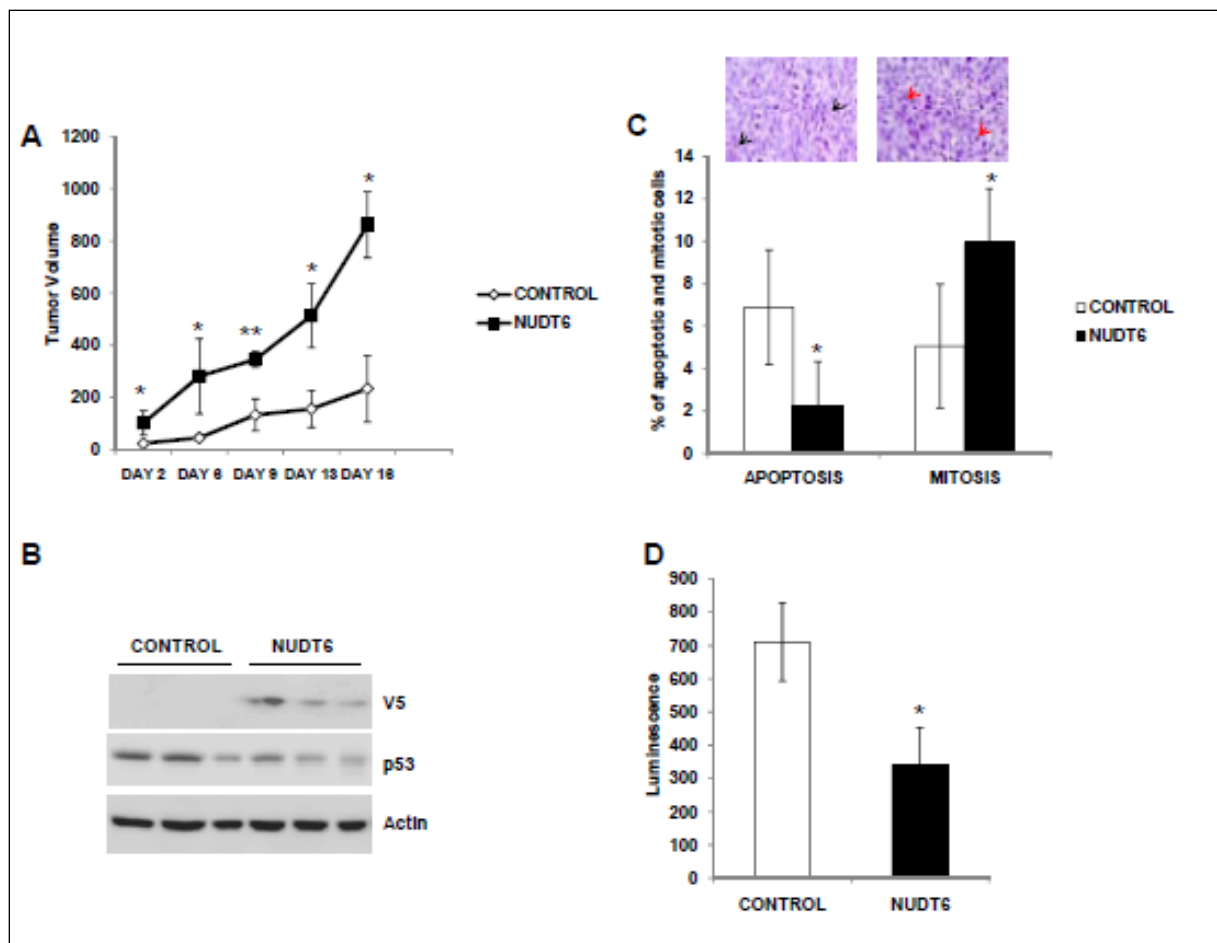 A
1200
1000
800
600
400
200
0
Tumor Volume
*
*
**
*
*
DAY 2 DAY 6 DAY 9 DAY 13 DAY 16
CONTROL
NUDT6
C
14
12
10
8
6
4
2
0
% of apoptotic and mitotic cells
*
*
APOPTOSIS MITOSIS
CONTROL
NUDT6
B
CONTROL NUDT6
V5
p53
Actin
D
900
800
700
600
500
400
300
200
100
0
Luminescence
*
CONTROL NUDT6